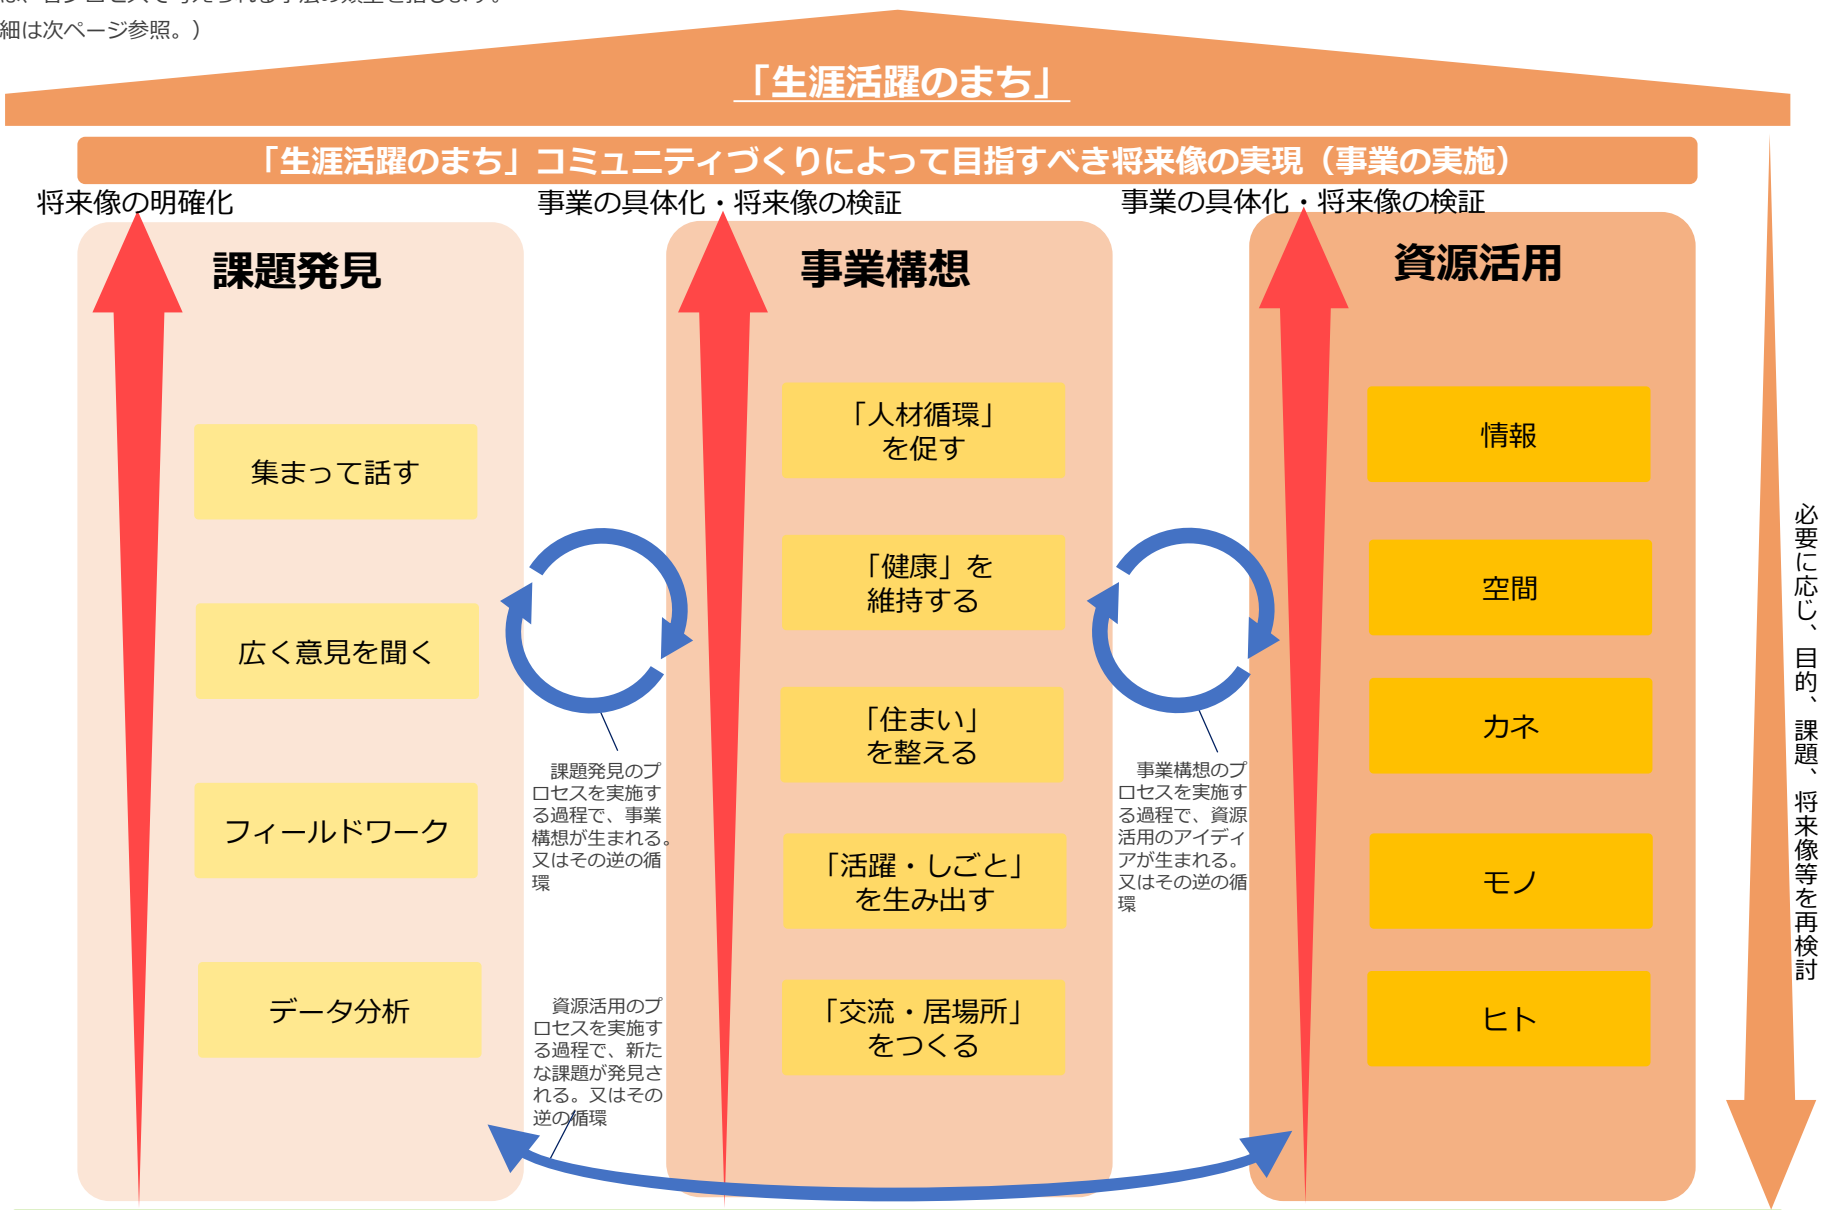 細は次ページ参照。）
「生涯活躍のまち」
「生涯活躍のまち」コミュニティづくりによって目指すべき将来像の実現（事業の実施）
将来像の明確化
事業の具体化・将来像の検証
事業の具体化・将来像の検証
課題発見
集まって話す
広く意見を聞く
フィールドワーク
データ分析
課題発見のプ
ロセスを実施す
る過程で、事業
構想が生まれる。
又はその逆の循
環
資源活用のプ
ロセスを実施す
る過程で、新た
な課題が発見さ
れる。又はその
逆の循環
事業構想
「人材循環」
を促す
「健康」を
維持する
「住まい」
を整える
「活躍・しごと」
を生み出す
「交流・居場所」
をつくる
事業構想のプ
ロセスを実施す
る過程で、資源
活用のアイディ
アが生まれる。
又はその逆の循
環
資源活用
情報
空間
カネ
モノ
ヒト
必要に応じ、目的、課題、将来像等を再検討